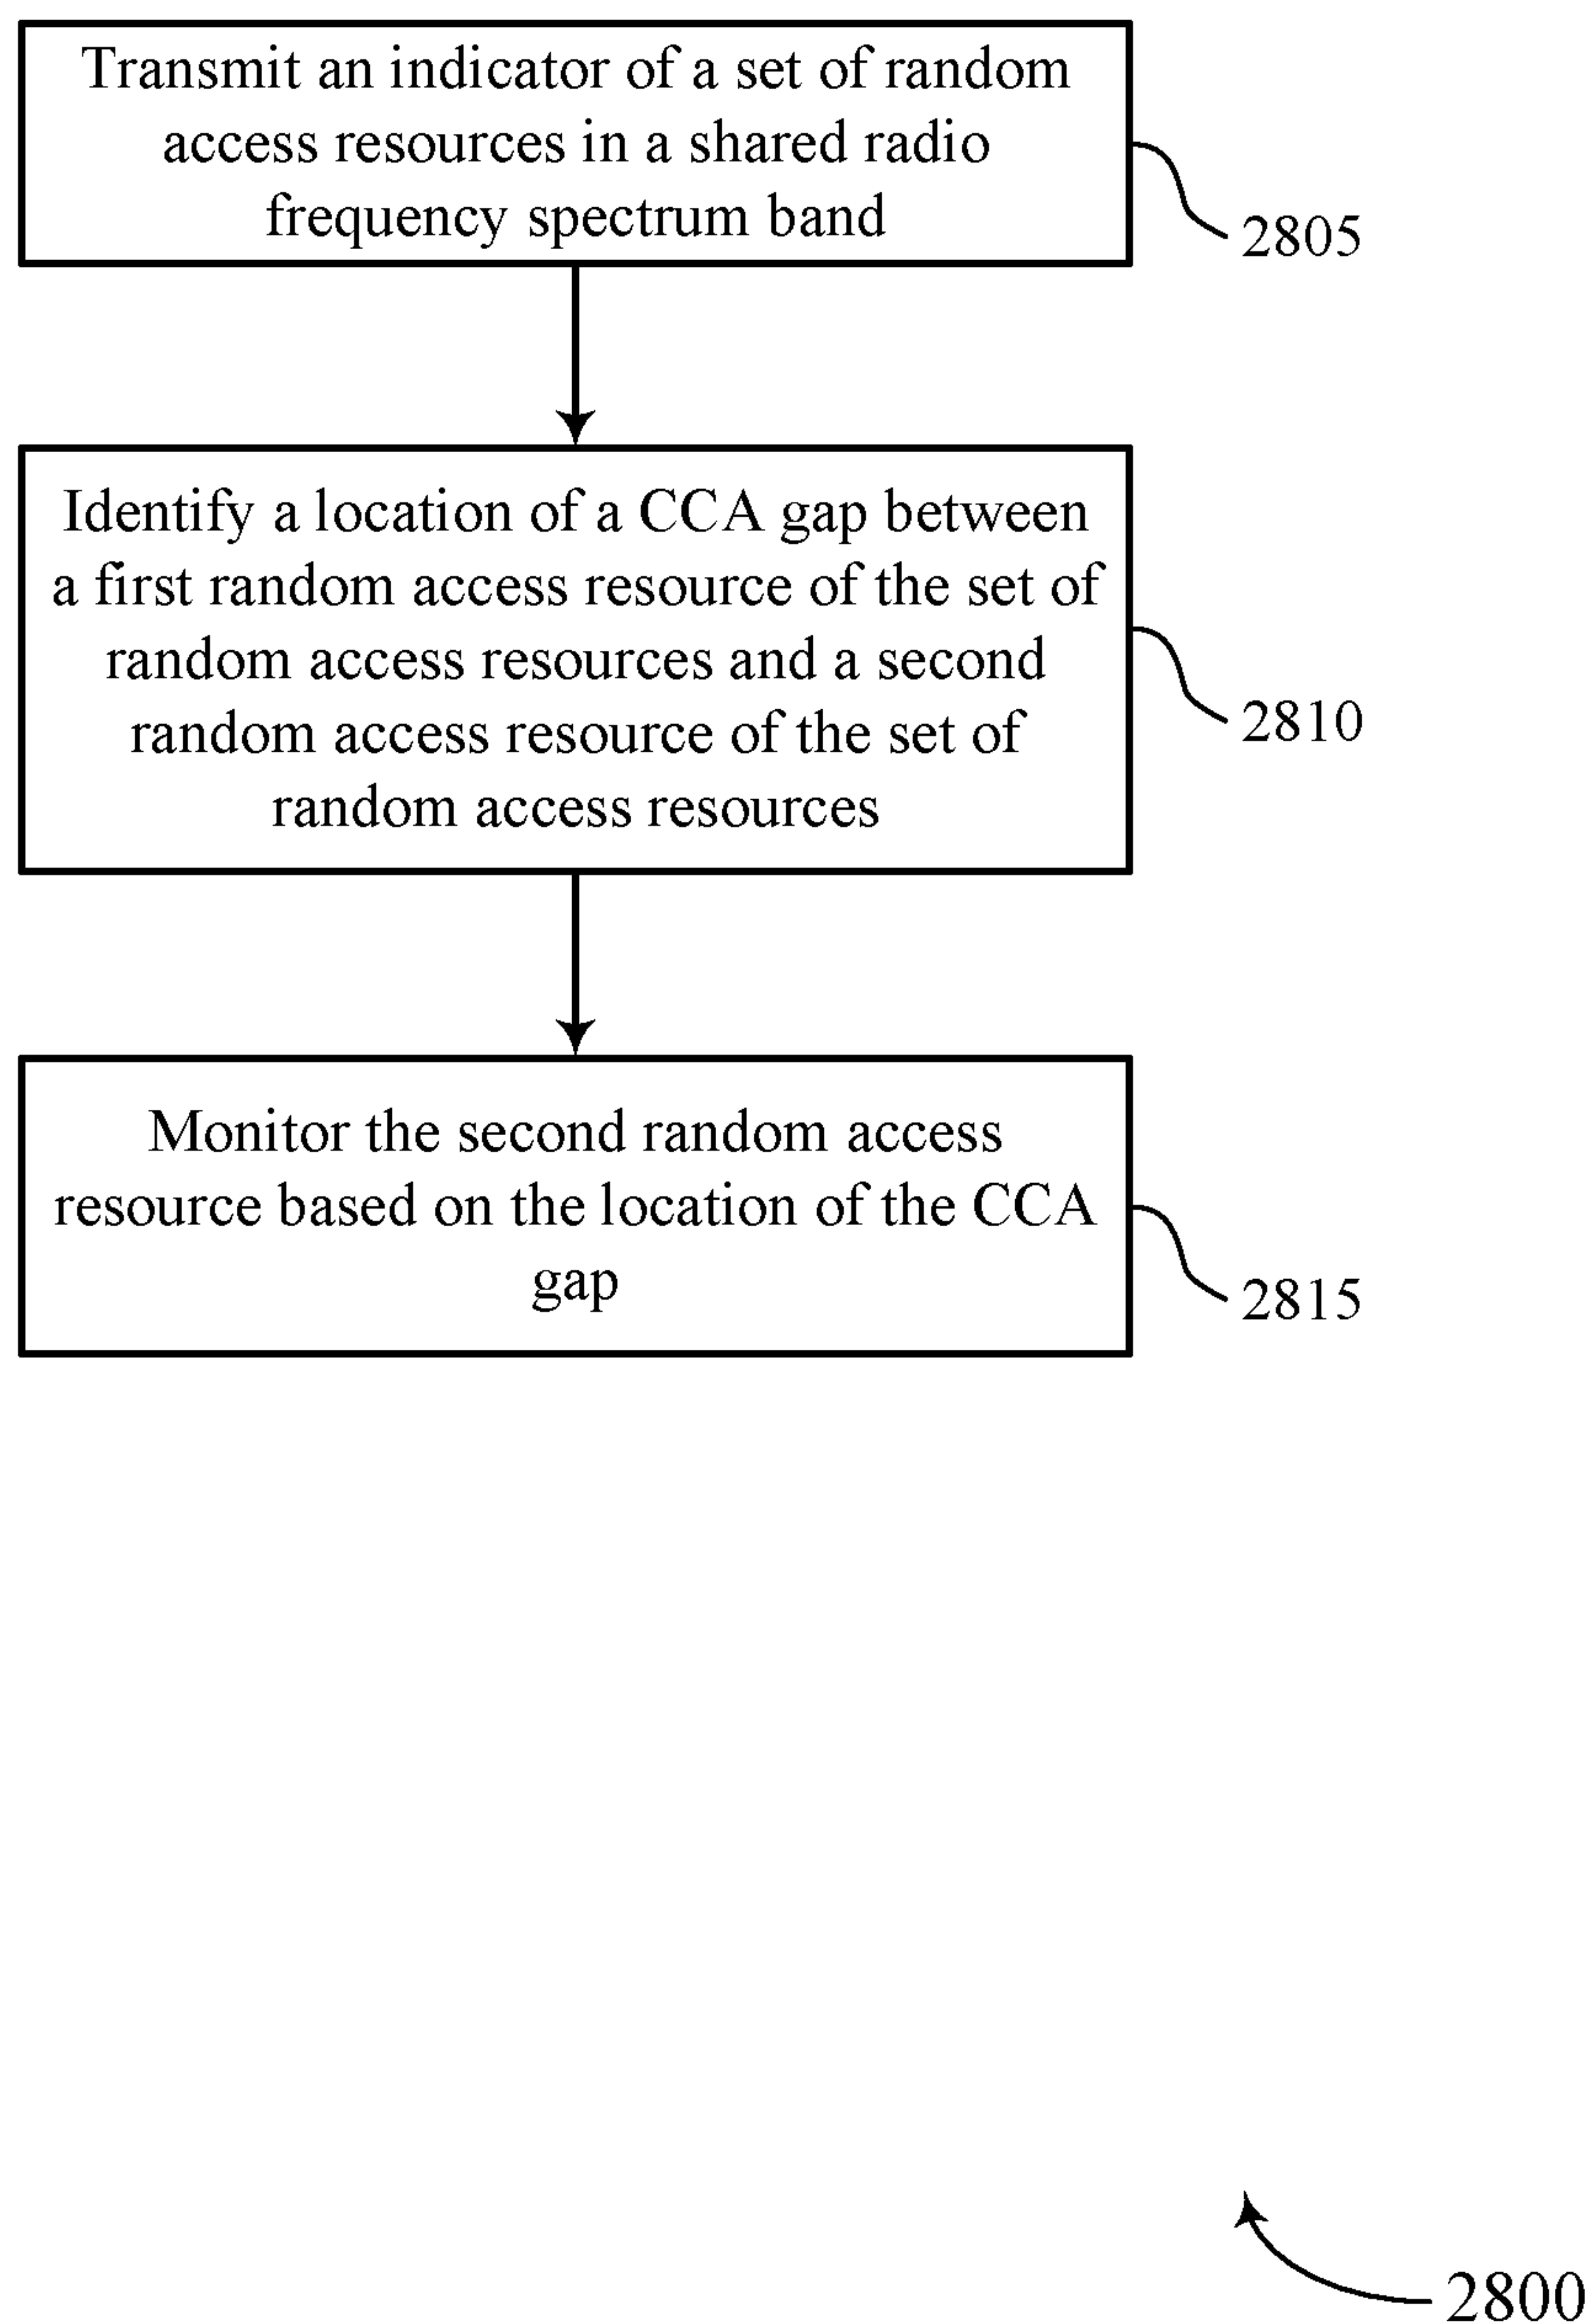 Transmit an indicator of a set of random
access resources in a shared radio
frequency spectrum band
2805
Identify a location of a CCA gap between
a first random access resource of the set of
random access resources and a second
random access resource of the set of
random access resources
2810
Monitor the second random access
resource based on the location of the CCA
gap
2815
2800